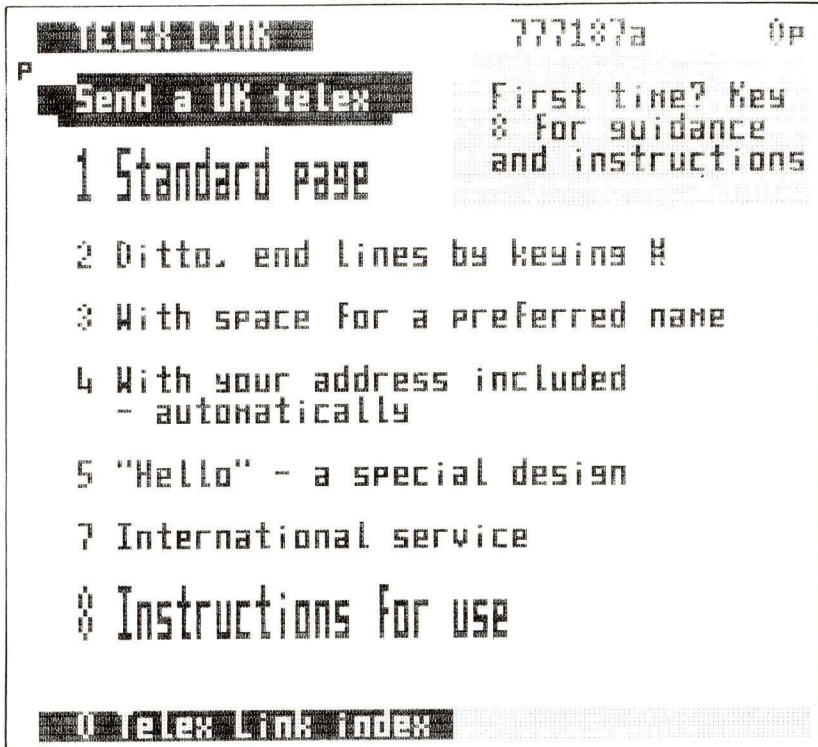 TELEX LINK 777187a 0p
P
Send a UK telex
First time? Key
8 for guidance
and instructions
1 Standard page
2 Ditto, end lines by keying #
3 With space for a preferred name
4 With your address included
- automatically
5 "Hello" - a special design
7 International service
8 Instructions for use
0 Telex Link index